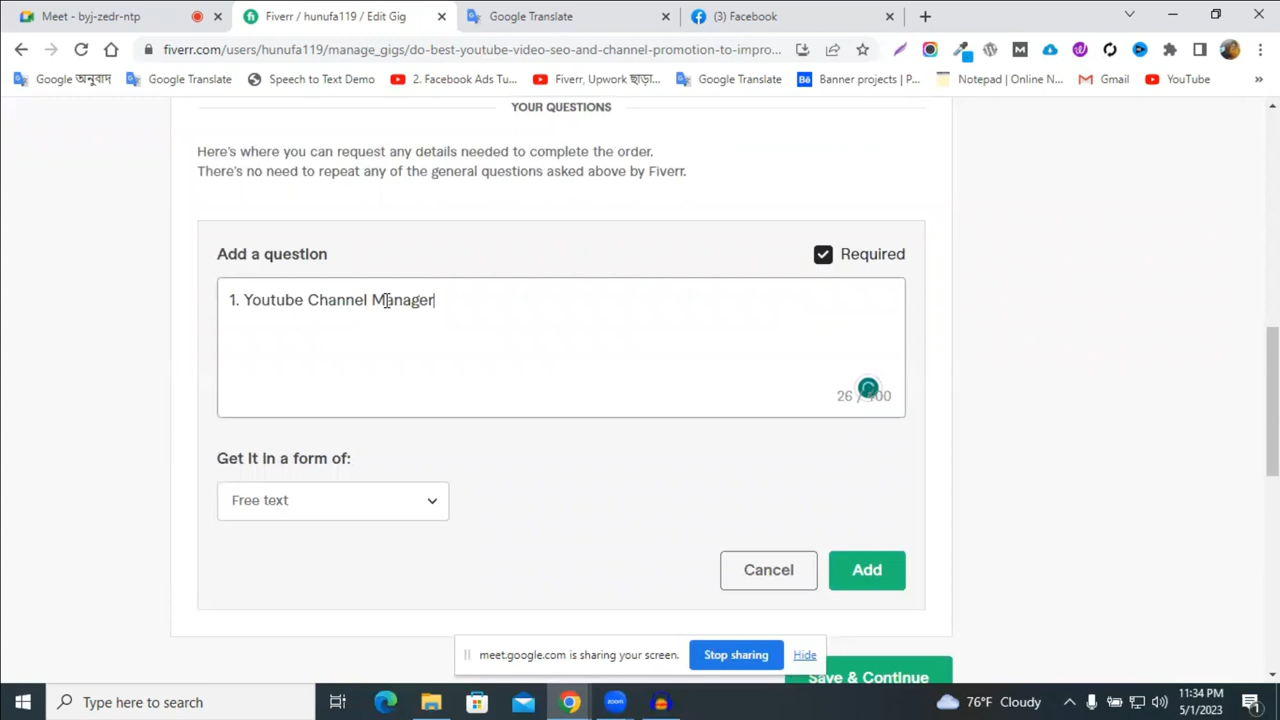 Meet - byj-zedr-ntp
Fiverr / hunufa119 / Edit Gig
Google Translate
(3) Facebook
fiverr.com/users/hunufa119/manage_gigs/do-best-youtube-video-seo-and-channel-promotion-to-impro...
Google অনুবাদ
Google Translate
Speech to Text Demo
2. Facebook Ads Tu...
Fiverr, Upwork ছাড়া...
Google Translate
Banner projects | P...
Notepad | Online N...
Gmail
YouTube
YOUR QUESTIONS
Here's where you can request any details needed to complete the order.
There's no need to repeat any of the general questions asked above by Fiverr.
Add a question
Required
1. Youtube Channel Manager
26 / 400
Get it in a form of:
Free text
Cancel
Add
meet.google.com is sharing your screen.
Stop sharing
Hide
Save & Continue
Type here to search
zoom
76°F Cloudy
11:34 PM
5/1/2023